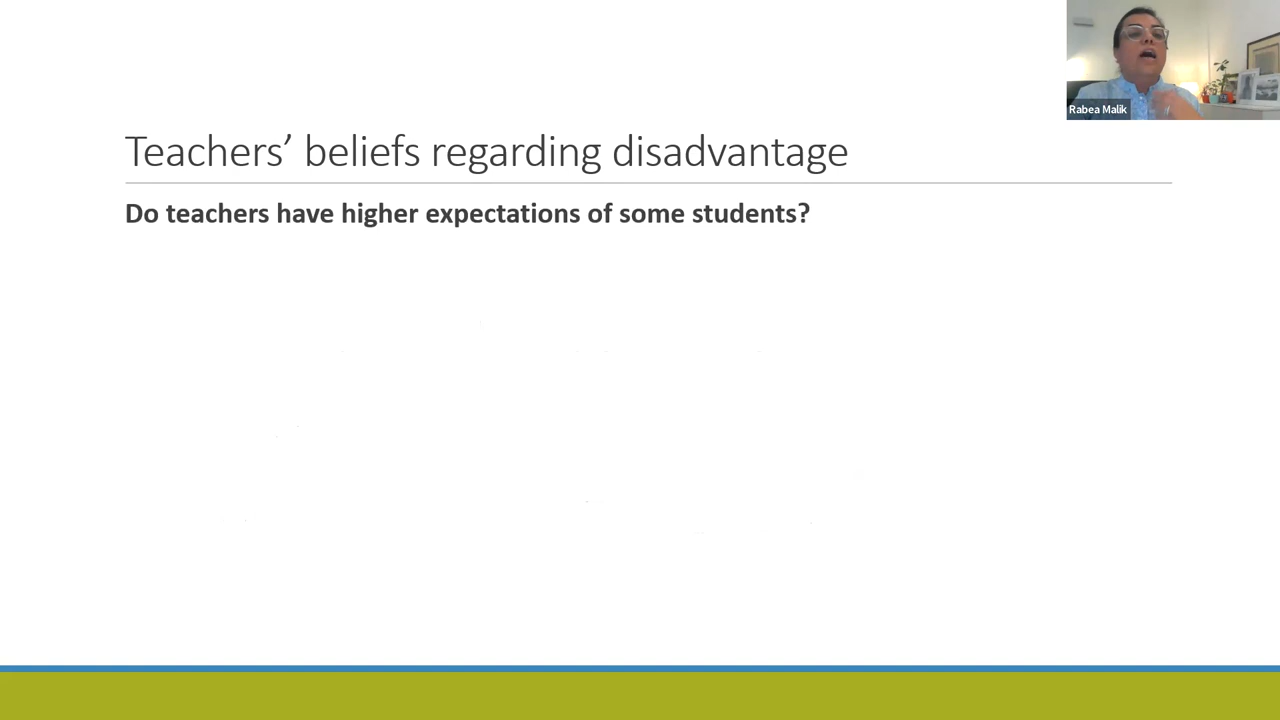 Rabea Malik
Teachers’ beliefs regarding disadvantage
Do teachers have higher expectations of some students?